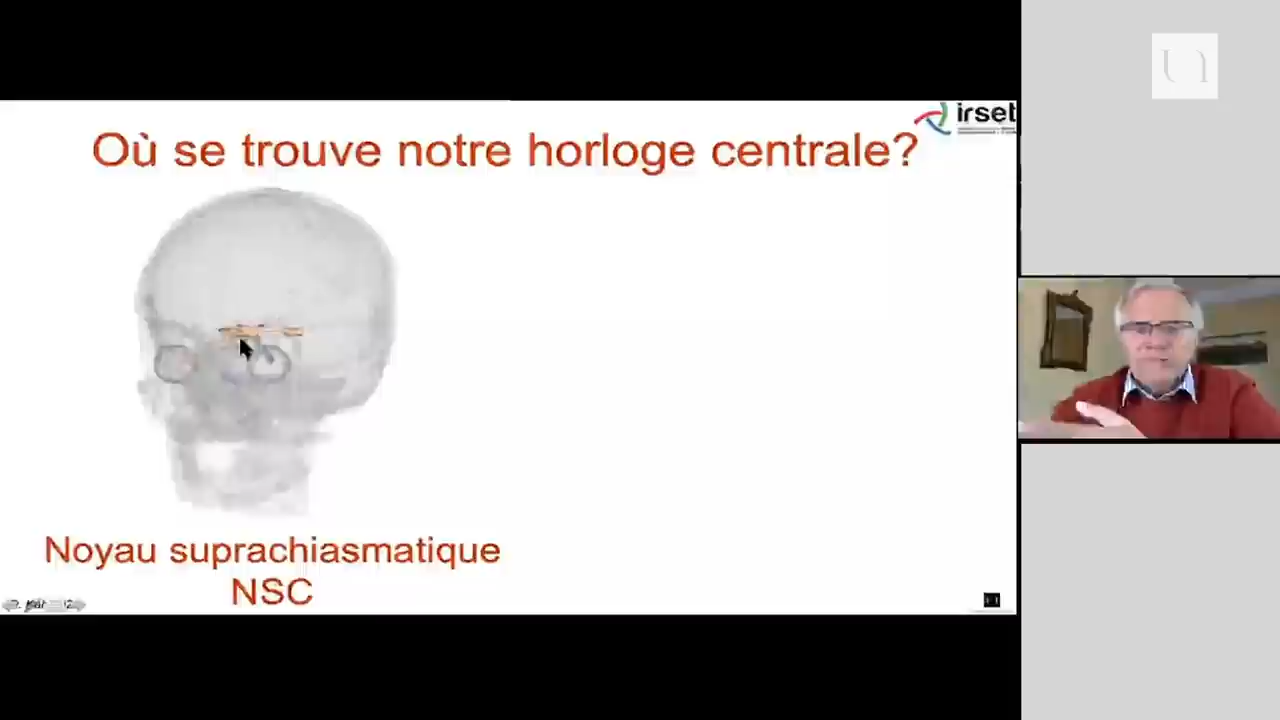 irset
Où se trouve notre horloge centrale?
Noyau suprachiasmatique
NSC